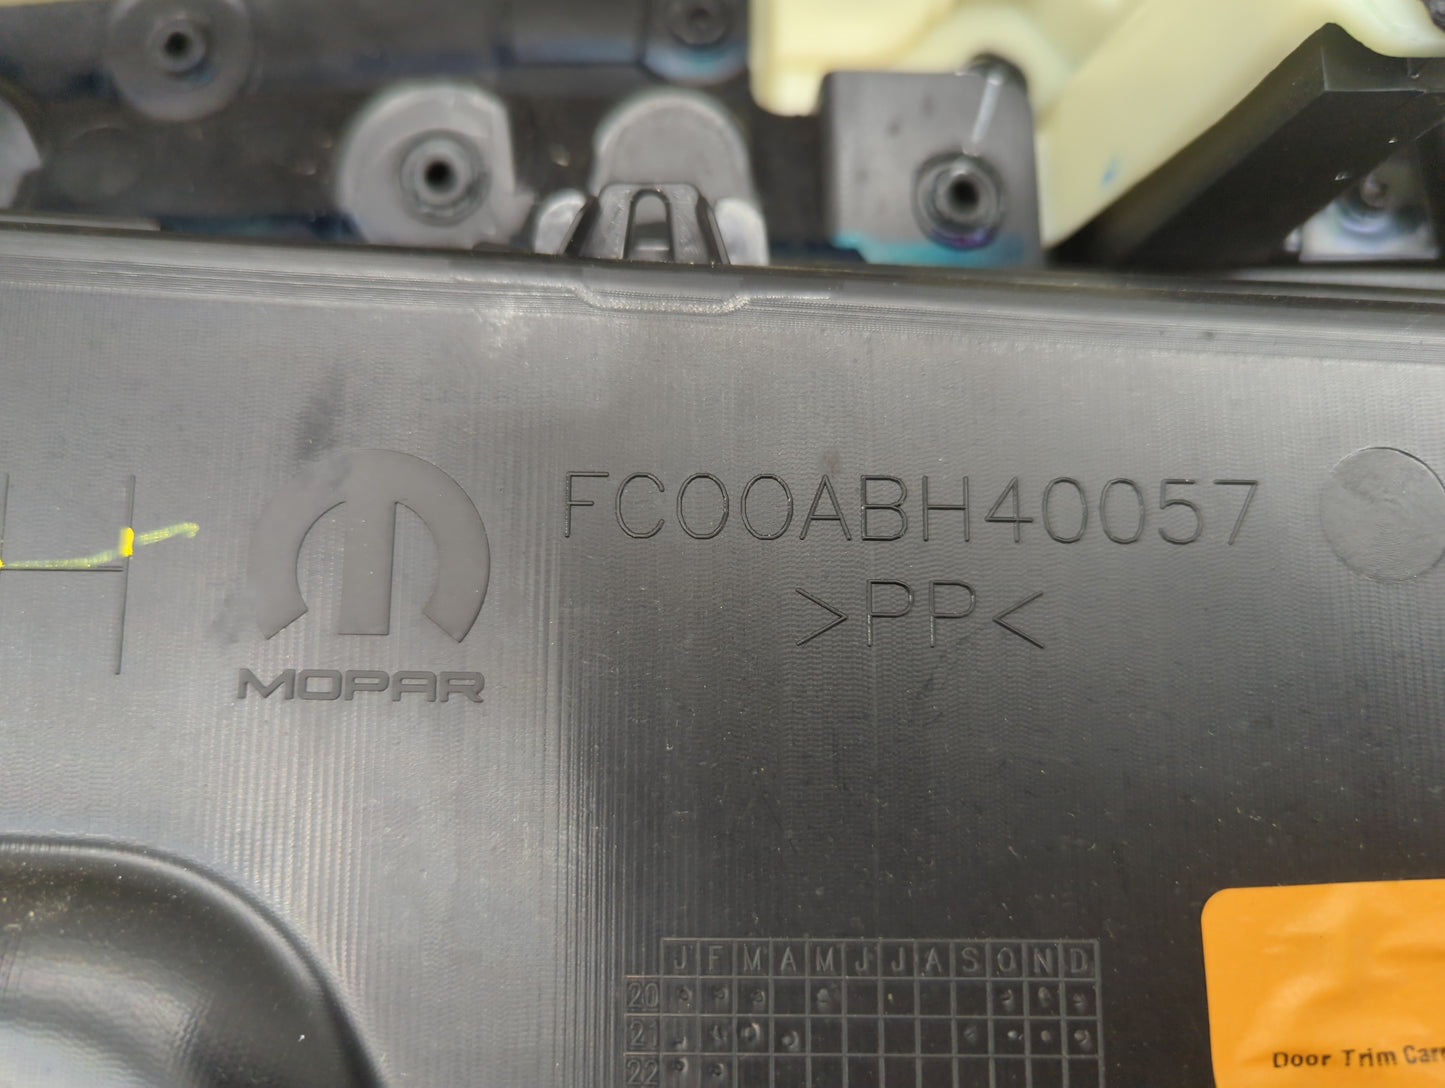 H
MOPAR
FC00ABH40057
>PP<
J F M A M J J A S O N D
20
21
22
Door Trim